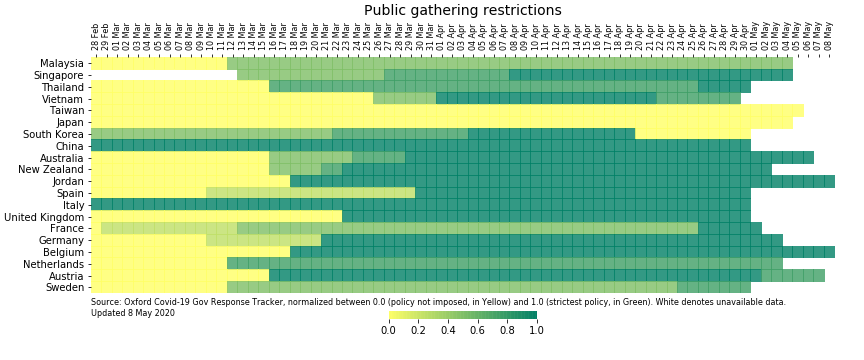 Public gathering restrictions
28 Feb
29 Feb
01 Mar
02 Mar
03 Mar
04 Mar
05 Mar
06 Mar
07 Mar
08 Mar
09 Mar
10 Mar
11 Mar
12 Mar
13 Mar
14 Mar
15 Mar
16 Mar
17 Mar
18 Mar
19 Mar
20 Mar
21 Mar
22 Mar
23 Mar
24 Mar
25 Mar
26 Mar
27 Mar
28 Mar
29 Mar
30 Mar
31 Mar
01 Apr
02 Apr
03 Apr
04 Apr
05 Apr
06 Apr
07 Apr
08 Apr
09 Apr
10 Apr
11 Apr
12 Apr
13 Apr
14 Apr
15 Apr
16 Apr
17 Apr
18 Apr
19 Apr
20 Apr
21 Apr
22 Apr
23 Apr
24 Apr
25 Apr
26 Apr
27 Apr
28 Apr
29 Apr
30 Apr
01 May
02 May
03 May
04 May
05 May
06 May
07 May
08 May
Malaysia
Singapore
Thailand
Vietnam
Taiwan
Japan
South Korea
China
Australia
New Zealand
Jordan
Spain
Italy
United Kingdom
France
Germany
Belgium
Netherlands
Austria
Sweden
Source: Oxford Covid-19 Gov Response Tracker, normalized between 0.0 (policy not imposed, in Yellow) and 1.0 (strictest policy, in Green). White denotes unavailable data.
Updated 8 May 2020
0.0 0.2 0.4 0.6 0.8 1.0